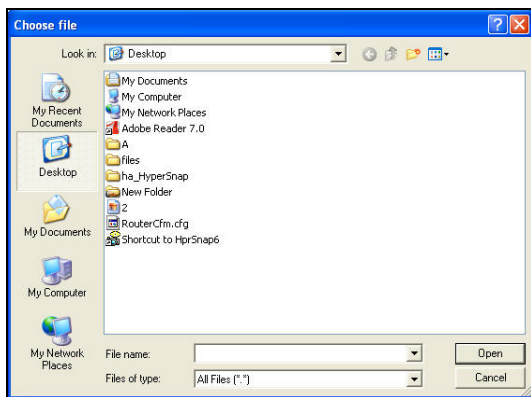 Choose file
Look in: Desktop
My Recent
Documents
Desktop
My Documents
My Computer
My Network
Places
My Documents
My Computer
My Network Places
Adobe Reader 7.0
A
files
ha_HyperSnap
New Folder
2
RouterCfm.cfg
Shortcut to HprSnap6
File name: Open
Files of type: All Files (*.*) Cancel